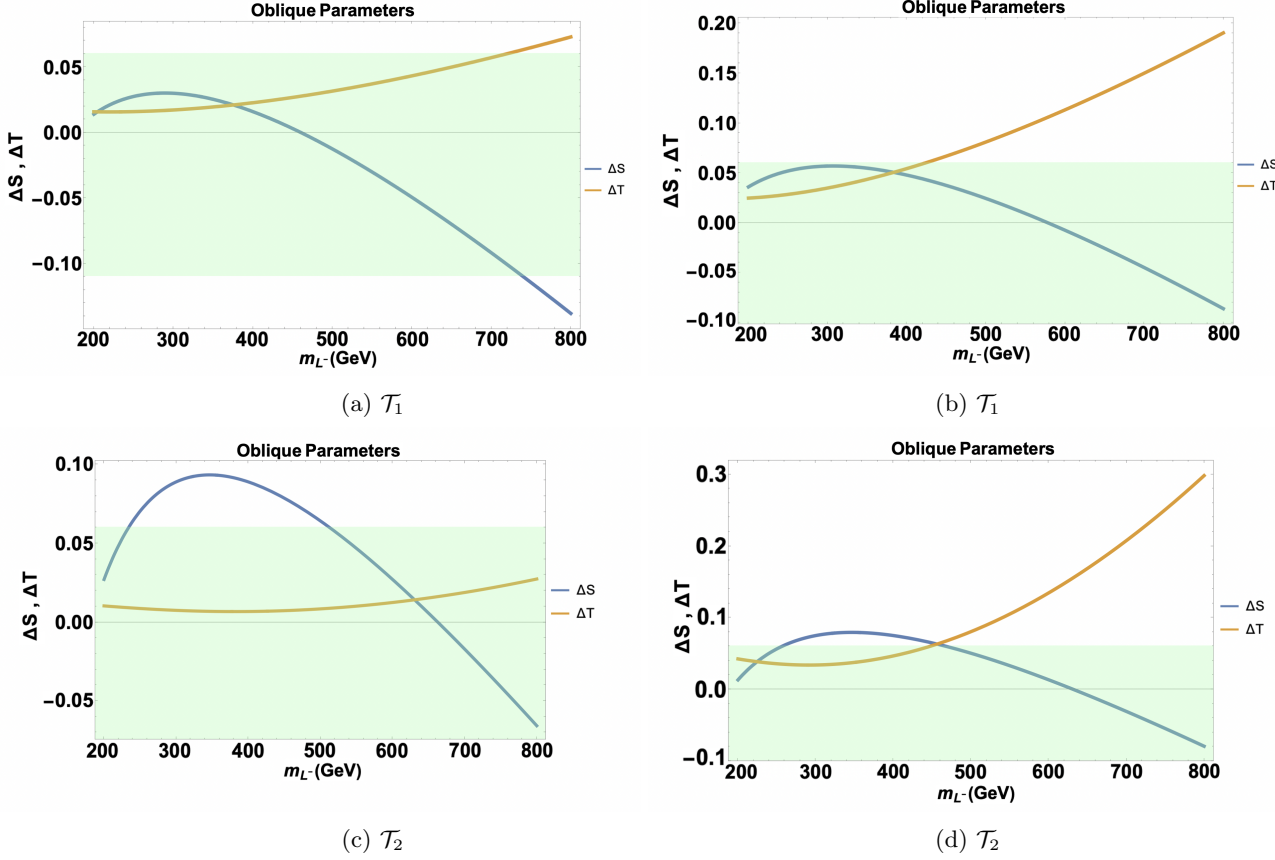 Oblique Parameters
0.05
0.00
−0.05
−0.10
ΔS , ΔT
200 300 400 500 600 700 800
m_L-(GeV)
ΔS
ΔT
(a) 𝒯₁
Oblique Parameters
0.20
0.15
0.10
0.05
0.00
−0.05
−0.10
ΔS , ΔT
200 300 400 500 600 700 800
m_L-(GeV)
ΔS
ΔT
(b) 𝒯₁
Oblique Parameters
0.10
0.05
0.00
−0.05
ΔS , ΔT
200 300 400 500 600 700 800
m_L-(GeV)
ΔS
ΔT
(c) 𝒯₂
Oblique Parameters
0.3
0.2
0.1
0.0
−0.1
ΔS , ΔT
200 300 400 500 600 700 800
m_L-(GeV)
ΔS
ΔT
(d) 𝒯₂